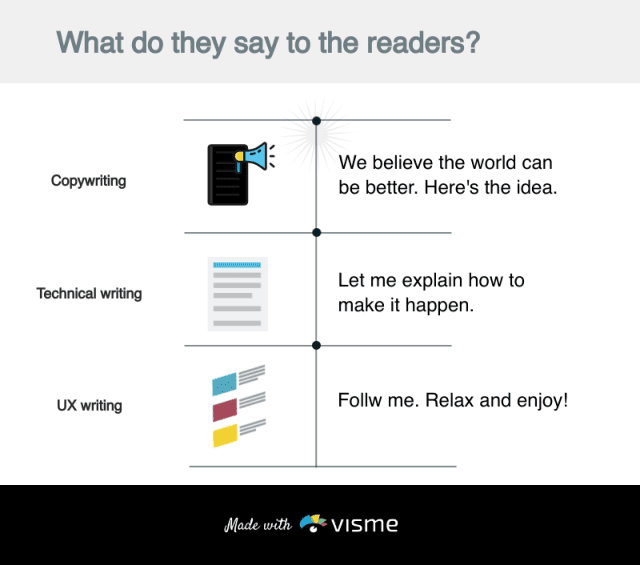 What do they say to the readers?
Copywriting
We believe the world can
be better. Here's the idea.
Technical writing
Let me explain how to
make it happen.
UX writing
Follw me. Relax and enjoy!
Made with visme